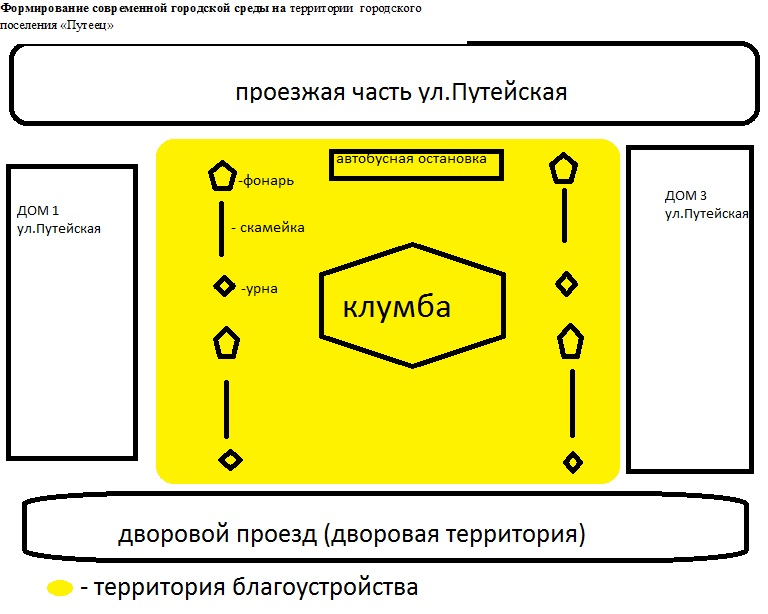 Формирование современной городской среды на территории городского
поселения «Путеец»
проезжая часть ул.Путейская
автобусная остановка
-фонарь
ДОМ 1
ул.Путейская
ДОМ 3
ул.Путейская
- скамейка
-урна
клумба
дворовой проезд (дворовая территория)
- территория благоустройства